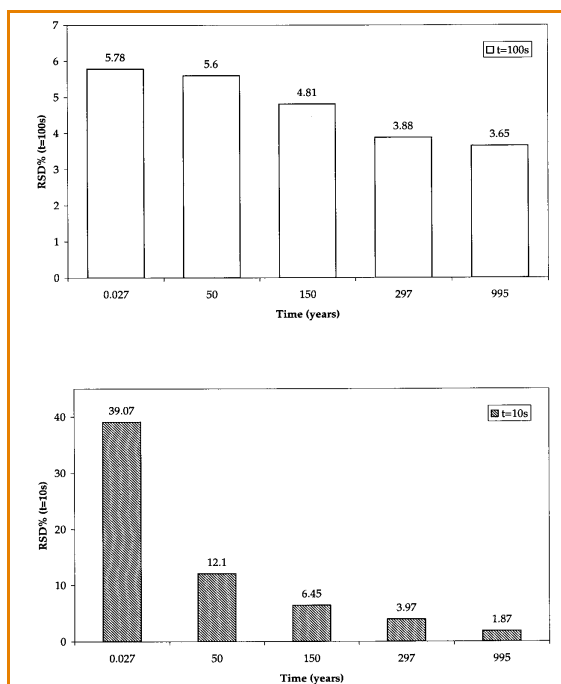 RSD% (t=100s)
7
6
5
4
3
2
1
0
5.78
5.6
4.81
3.88
3.65
t=100s
0.027 50 150 297 995
Time (years)
RSD% (t=10s)
40
30
20
10
0
39.07
12.1
6.45
3.97
1.87
t=10s
0.027 50 150 297 995
Time (years)